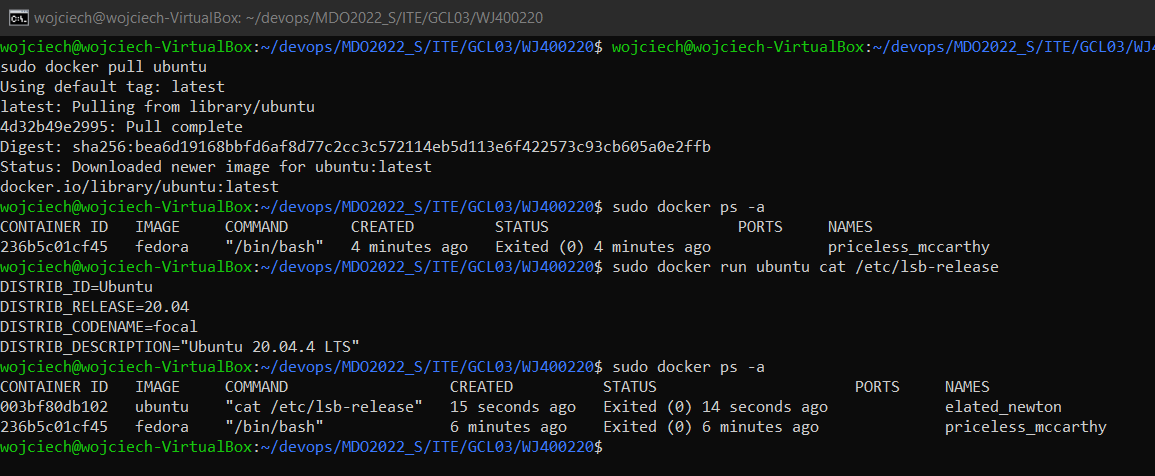 wojciech@wojciech-VirtualBox: ~/devops/MDO2022_S/ITE/GCL03/WJ400220
wojciech@wojciech-VirtualBox:~/devops/MDO2022_S/ITE/GCL03/WJ400220$ wojciech@wojciech-VirtualBox:~/devops/MDO2022_S/ITE/GCL03/WJ4
sudo docker pull ubuntu
Using default tag: latest
latest: Pulling from library/ubuntu
4d32b49e2995: Pull complete
Digest: sha256:bea6d19168bbfd6af8d77c2cc3c572114eb5d113e6f422573c93cb605a0e2ffb
Status: Downloaded newer image for ubuntu:latest
docker.io/library/ubuntu:latest
wojciech@wojciech-VirtualBox:~/devops/MDO2022_S/ITE/GCL03/WJ400220$ sudo docker ps -a
CONTAINER ID   IMAGE     COMMAND       CREATED         STATUS                     PORTS     NAMES
236b5c01cf45   fedora    "/bin/bash"   4 minutes ago   Exited (0) 4 minutes ago             priceless_mccarthy
wojciech@wojciech-VirtualBox:~/devops/MDO2022_S/ITE/GCL03/WJ400220$ sudo docker run ubuntu cat /etc/lsb-release
DISTRIB_ID=Ubuntu
DISTRIB_RELEASE=20.04
DISTRIB_CODENAME=focal
DISTRIB_DESCRIPTION="Ubuntu 20.04.4 LTS"
wojciech@wojciech-VirtualBox:~/devops/MDO2022_S/ITE/GCL03/WJ400220$ sudo docker ps -a
CONTAINER ID   IMAGE     COMMAND                  CREATED          STATUS                      PORTS     NAMES
003bf80db102   ubuntu    "cat /etc/lsb-release"   15 seconds ago   Exited (0) 14 seconds ago             elated_newton
236b5c01cf45   fedora    "/bin/bash"              6 minutes ago    Exited (0) 6 minutes ago              priceless_mccarthy
wojciech@wojciech-VirtualBox:~/devops/MDO2022_S/ITE/GCL03/WJ400220$